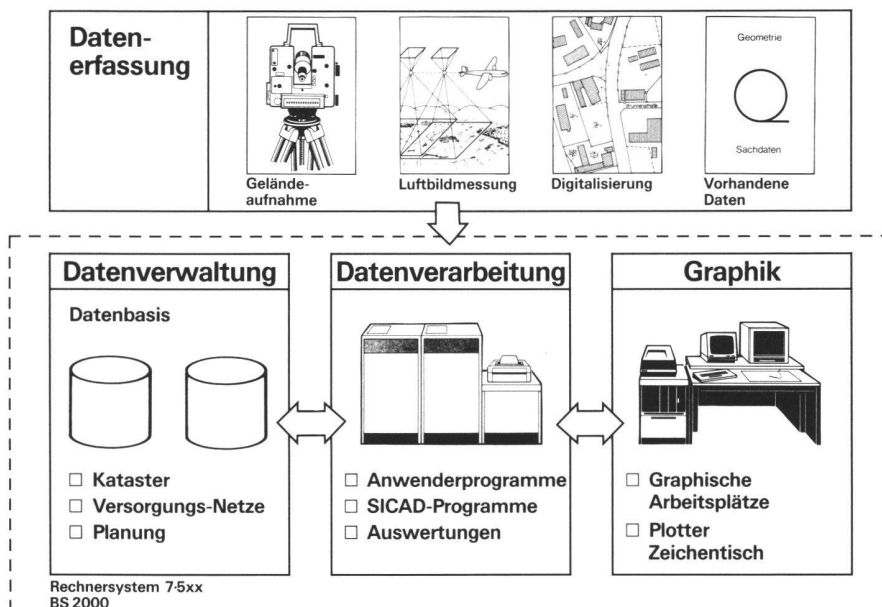 Daten-
erfassung
Geometrie
Sachdaten
Gelände-
aufnahme
Luftbildmessung
Digitalisierung
Vorhandene
Daten
Datenverwaltung
Datenbasis
□ Kataster
□ Versorgungs-Netze
□ Planung
Datenverarbeitung
□ Anwenderprogramme
□ SICAD-Programme
□ Auswertungen
Graphik
□ Graphische
Arbeitsplätze
□ Plotter
Zeichentisch
Rechnersystem 7·5xx
BS 2000